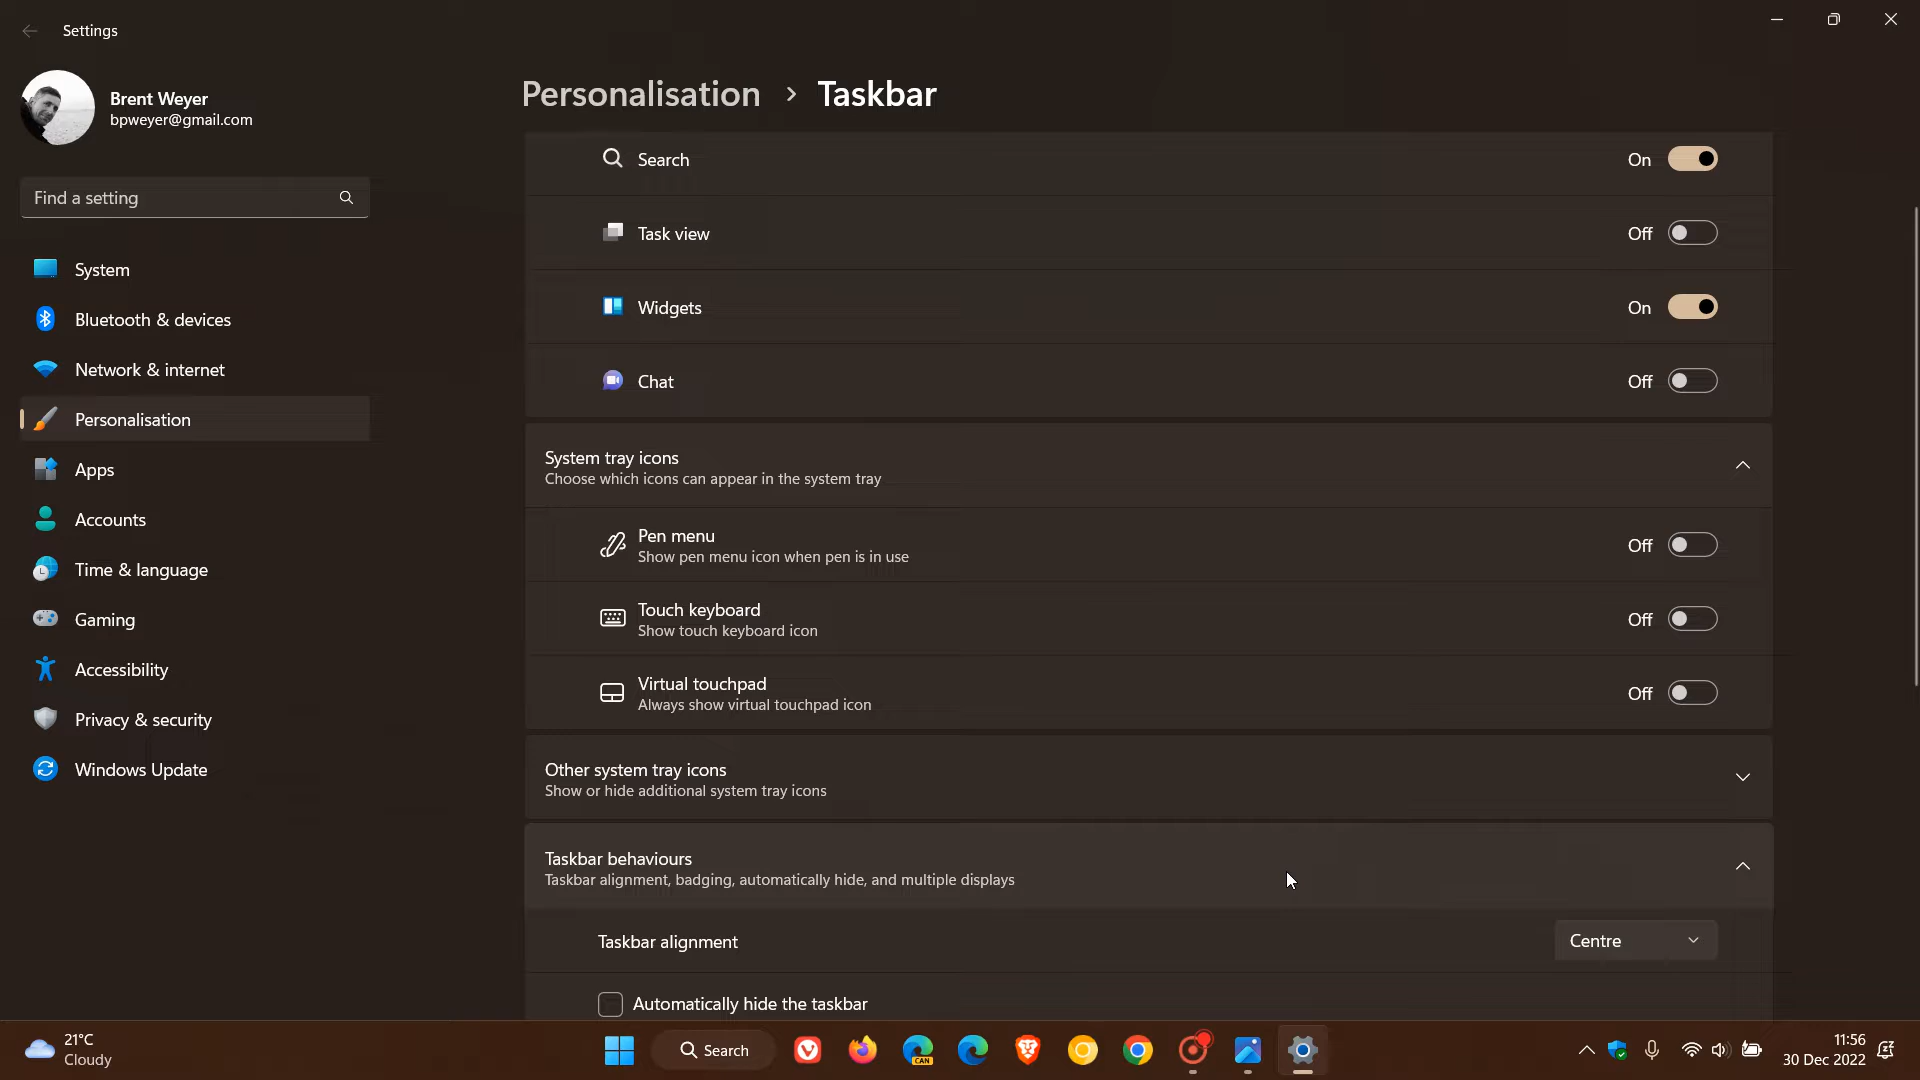 Settings
Brent Weyer
bpweyer@gmail.com
Find a setting
System
Bluetooth & devices
Network & internet
Personalisation
Apps
Accounts
Time & language
Gaming
Accessibility
Privacy & security
Windows Update
Personalisation > Taskbar
Search On
Task view Off
Widgets On
Chat Off
System tray icons
Choose which icons can appear in the system tray
Pen menu
Show pen menu icon when pen is in use
Off
Touch keyboard
Show touch keyboard icon
Off
Virtual touchpad
Always show virtual touchpad icon
Off
Other system tray icons
Show or hide additional system tray icons
Taskbar behaviours
Taskbar alignment, badging, automatically hide, and multiple displays
Taskbar alignment Centre
Automatically hide the taskbar
21°C
Cloudy
Search
CAN
11:56
30 Dec 2022